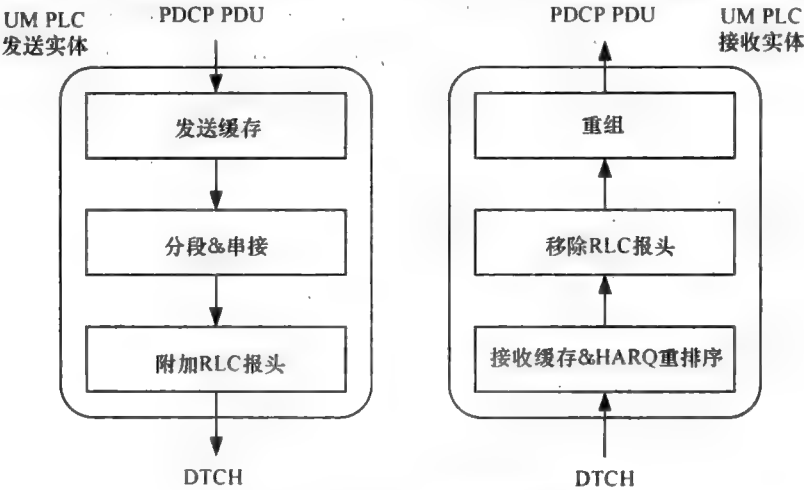 UM PLC
发送实体
PDCP PDU
发送缓存
分段&串接
附加RLC报头
DTCH
PDCP PDU
UM PLC
接收实体
重组
移除RLC报头
接收缓存&HARQ重排序
DTCH